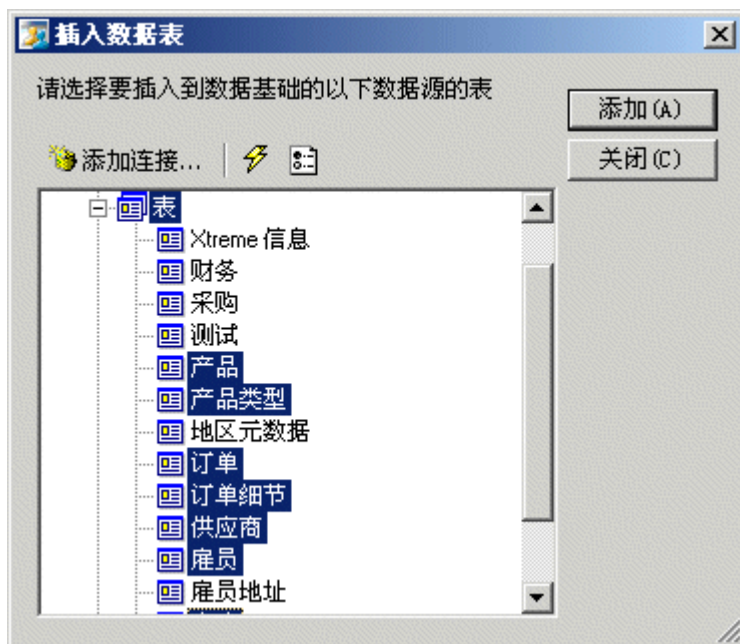 插入数据表
请选择要插入到数据基础的以下数据源的表
添加(A)
添加连接...
关闭(C)
表
Xtreme 信息
财务
采购
测试
产品
产品类型
地区元数据
订单
订单细节
供应商
雇员
雇员地址